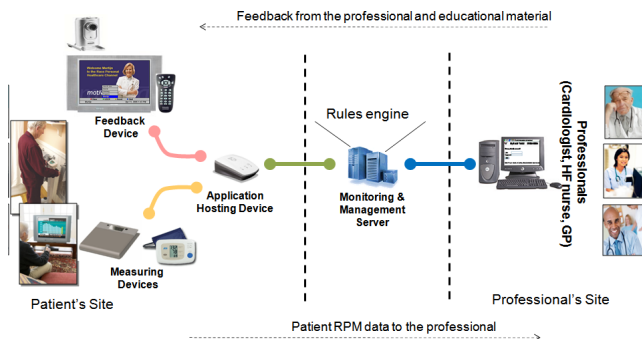 Feedback from the professional and educational material
Welcome
Feedback
Device
Rules engine
Application
Hosting Device
Monitoring &
Management
Server
Professionals
(Cardiologist, HF nurse, GP)
Measuring
Devices
Patient's Site
Professional's Site
Patient RPM data to the professional